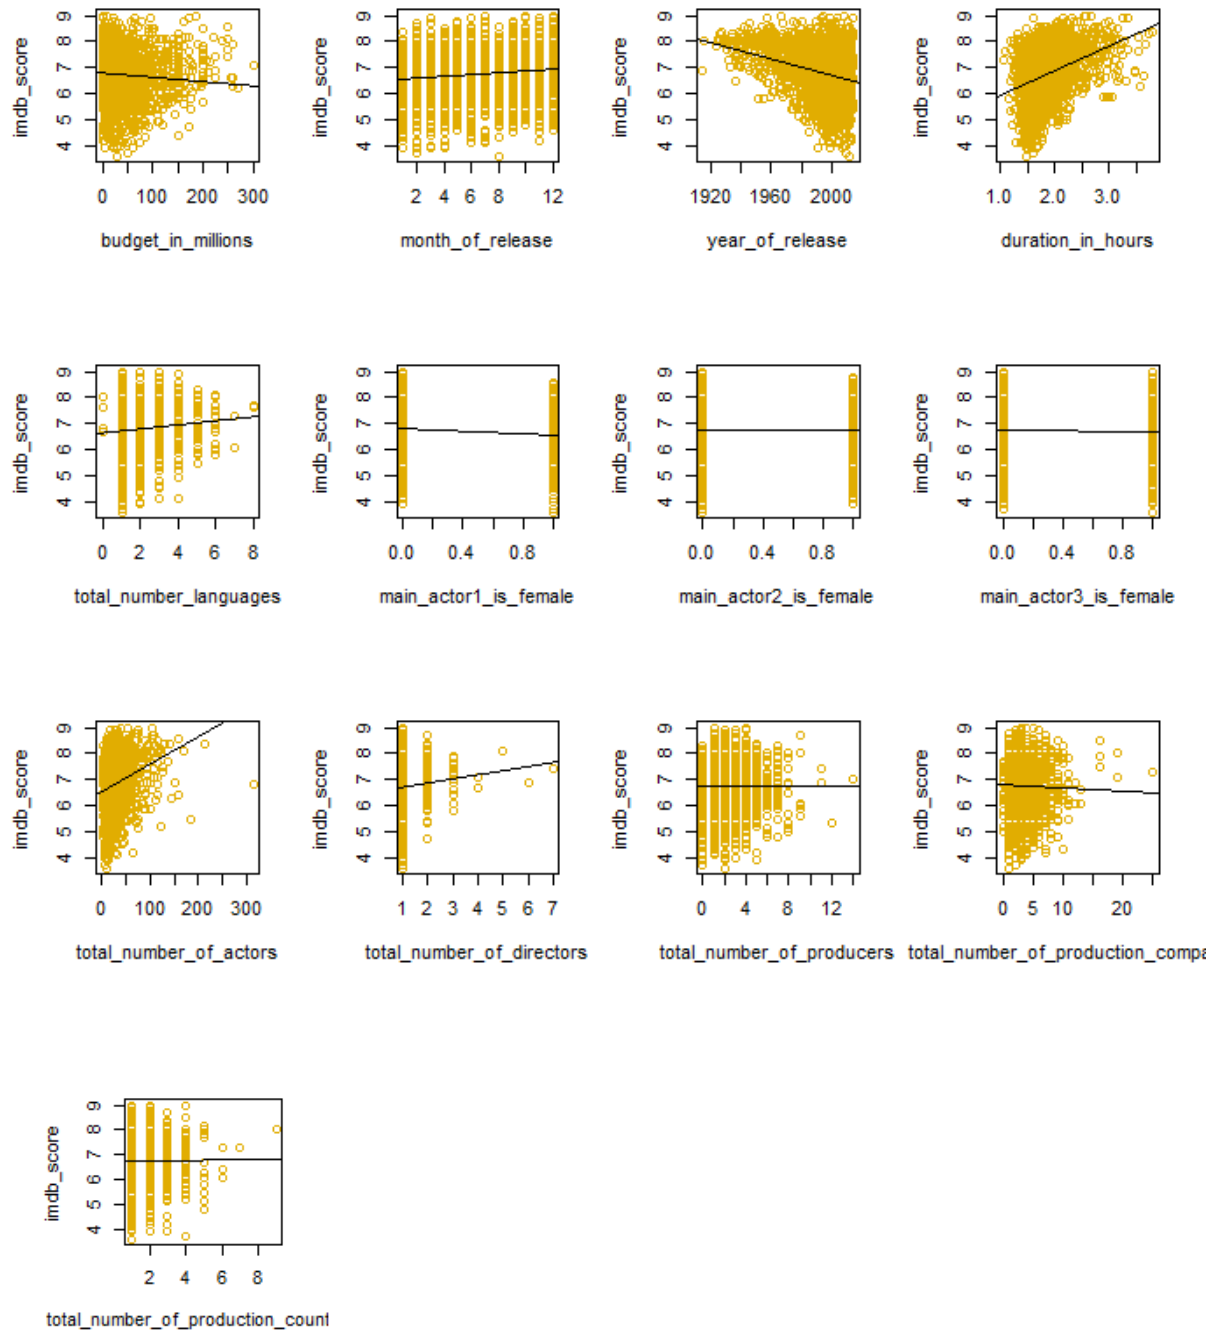 imdb_score
4 5 6 7 8 9
0 100 200 300
budget_in_millions
imdb_score
4 5 6 7 8 9
2 4 6 8 12
month_of_release
imdb_score
4 5 6 7 8 9
1920 1960 2000
year_of_release
imdb_score
4 5 6 7 8 9
1.0 2.0 3.0
duration_in_hours
imdb_score
4 5 6 7 8 9
0 2 4 6 8
total_number_languages
imdb_score
4 5 6 7 8 9
0.0 0.4 0.8
main_actor1_is_female
imdb_score
4 5 6 7 8 9
0.0 0.4 0.8
main_actor2_is_female
imdb_score
4 5 6 7 8 9
0.0 0.4 0.8
main_actor3_is_female
imdb_score
4 5 6 7 8 9
0 100 200 300
total_number_of_actors
imdb_score
4 5 6 7 8 9
1 2 3 4 5 6 7
total_number_of_directors
imdb_score
4 5 6 7 8 9
0 4 8 12
total_number_of_producers
imdb_score
4 5 6 7 8 9
0 5 10 20
total_number_of_production_compa
imdb_score
4 5 6 7 8 9
2 4 6 8
total_number_of_production_count